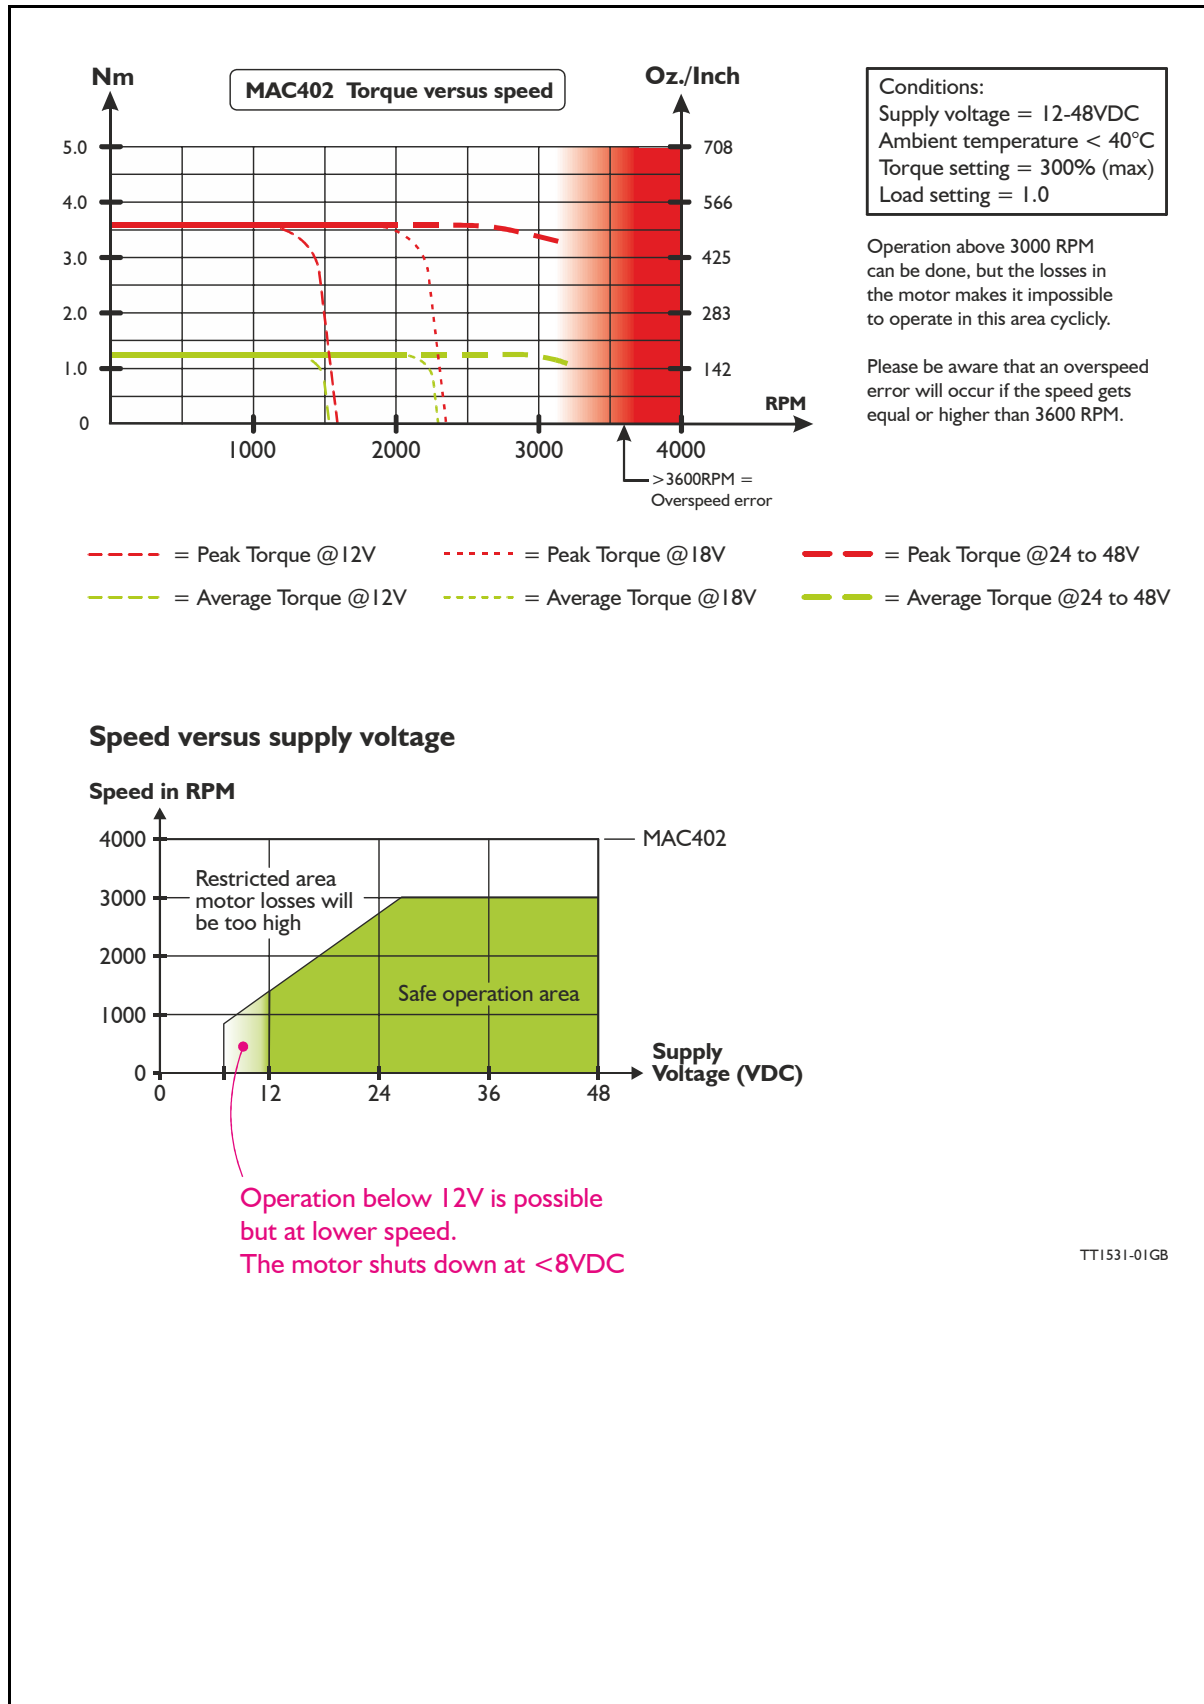 Nm
MAC402 Torque versus speed
Oz./Inch
5.0
4.0
3.0
2.0
1.0
0
708
566
425
283
142
RPM
1000
2000
3000
4000
>3600RPM =
Overspeed error
Conditions:
Supply voltage = 12-48VDC
Ambient temperature < 40°C
Torque setting = 300% (max)
Load setting = 1.0
Operation above 3000 RPM
can be done, but the losses in
the motor makes it impossible
to operate in this area cyclicly.
Please be aware that an overspeed
error will occur if the speed gets
equal or higher than 3600 RPM.
= Peak Torque @12V
= Peak Torque @18V
= Peak Torque @24 to 48V
= Average Torque @12V
= Average Torque @18V
= Average Torque @24 to 48V
Speed versus supply voltage
Speed in RPM
4000
3000
2000
1000
0
MAC402
Restricted area
motor losses will
be too high
Safe operation area
Supply
Voltage (VDC)
0
12
24
36
48
Operation below 12V is possible
but at lower speed.
The motor shuts down at <8VDC
TT1531-01GB